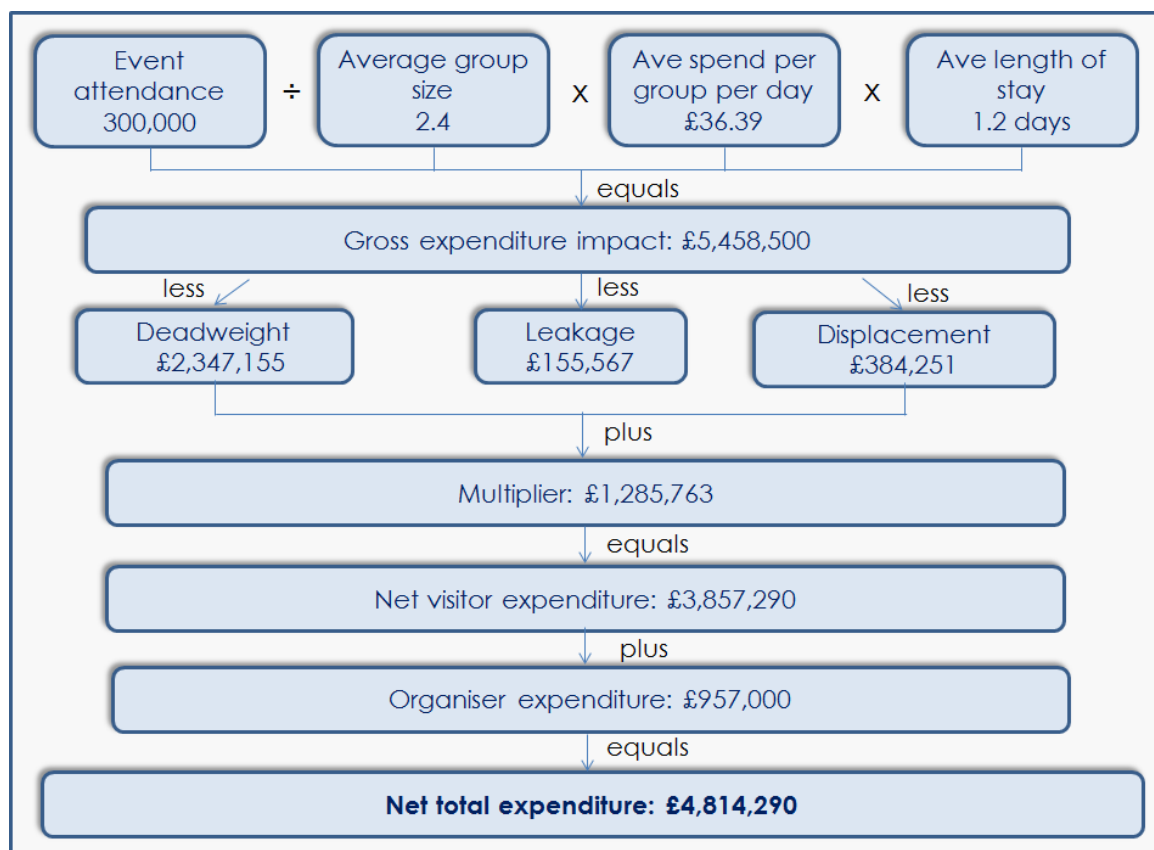 Event
attendance
300,000
÷
Average group
size
2.4
x
Ave spend per
group per day
£36.39
x
Ave length of
stay
1.2 days
equals
Gross expenditure impact: £5,458,500
less
less
less
Deadweight
£2,347,155
Leakage
£155,567
Displacement
£384,251
plus
Multiplier: £1,285,763
equals
Net visitor expenditure: £3,857,290
plus
Organiser expenditure: £957,000
equals
Net total expenditure: £4,814,290